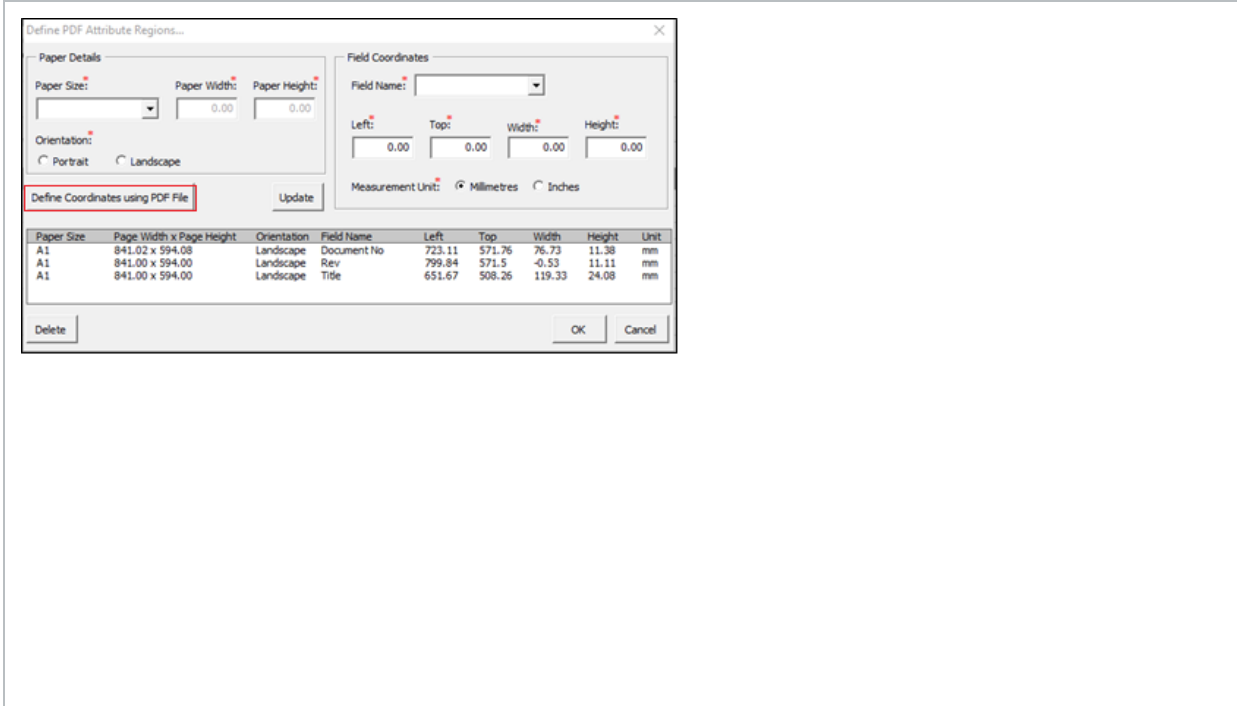 Define PDF Attribute Regions...
Paper Details
Paper Size:* Paper Width:* Paper Height:*
0.00 0.00
Orientation:*
Portrait Landscape
Field Coordinates
Field Name:*
Left:* Top:* Width:* Height:*
0.00 0.00 0.00 0.00
Measurement Unit:* Millimetres Inches
Define Coordinates using PDF File Update
Paper Size Page Width x Page Height Orientation Field Name Left Top Width Height Unit
A1 841.02 x 594.08 Landscape Document No 723.11 571.76 76.73 11.38 mm
A1 841.00 x 594.00 Landscape Rev 799.84 571.5 -0.53 11.11 mm
A1 841.00 x 594.00 Landscape Title 651.67 508.26 119.33 24.08 mm
Delete OK Cancel